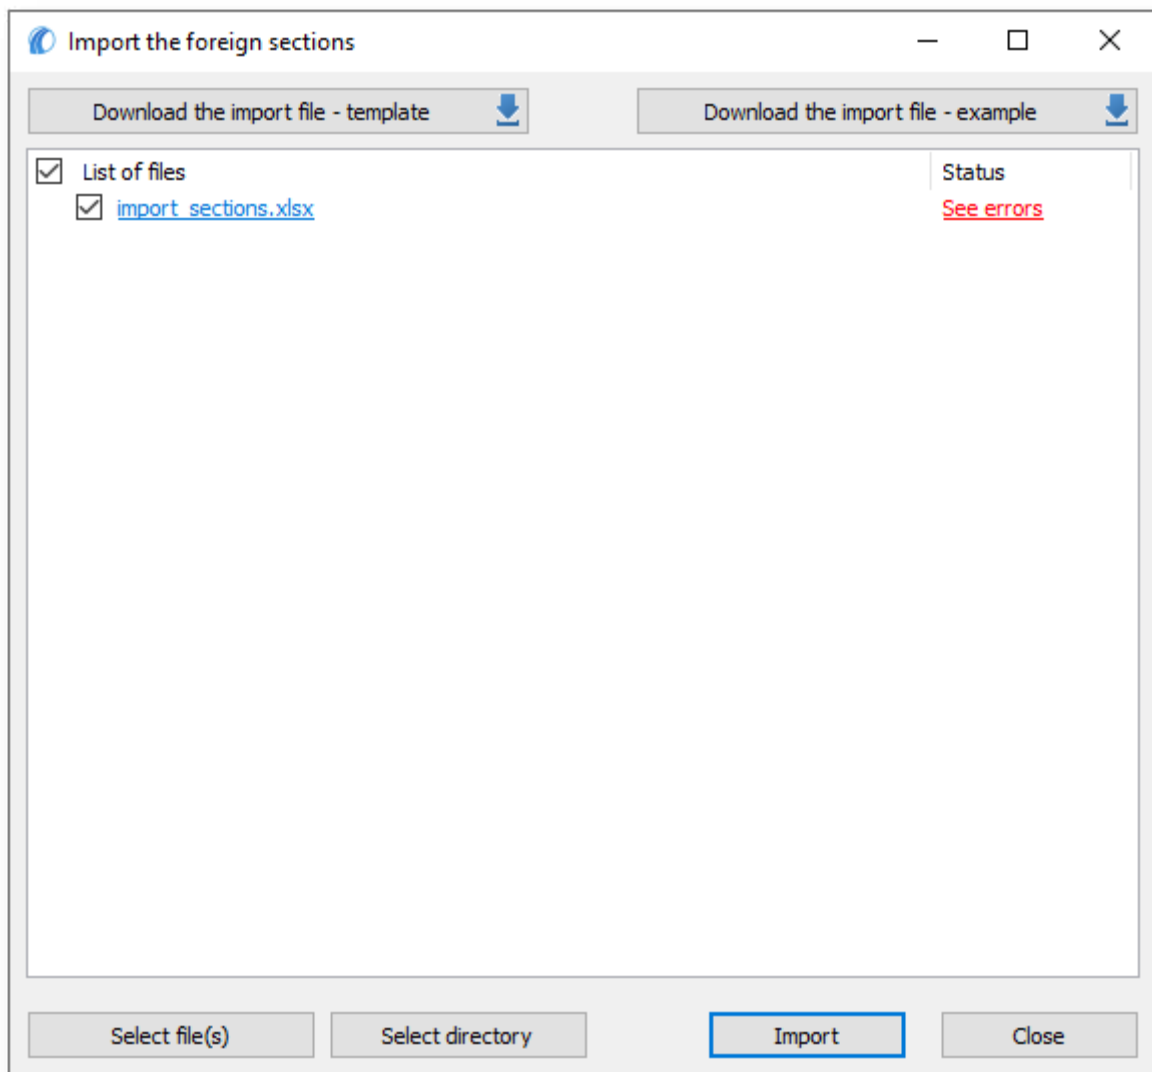 Import the foreign sections
Download the import file - template
Download the import file - example
List of files
Status
import_sections.xlsx
See errors
Select file(s)
Select directory
Import
Close